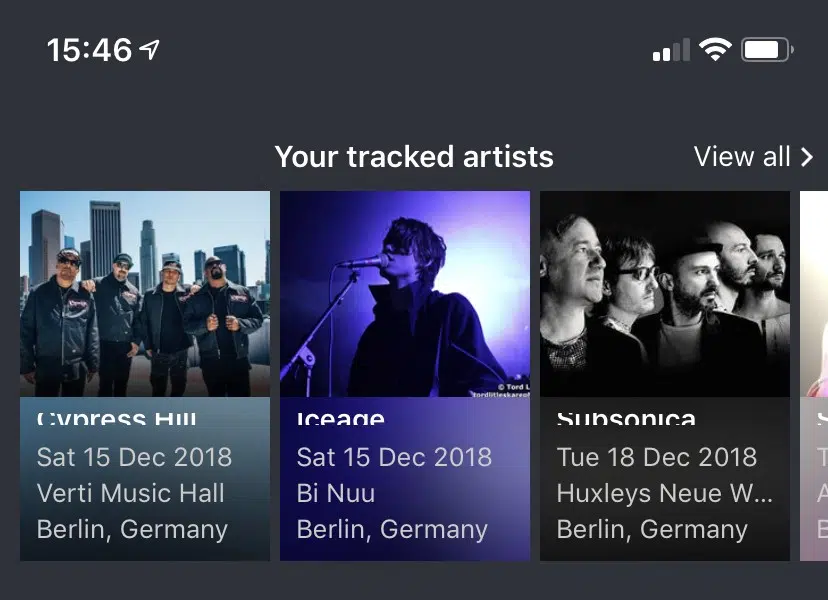 15:46
Your tracked artists
View all
© Tord L
Cypress Hill
Sat 15 Dec 2018
Verti Music Hall
Berlin, Germany
Iceage
Sat 15 Dec 2018
Bi Nuu
Berlin, Germany
Subsonica
Tue 18 Dec 2018
Huxleys Neue W...
Berlin, Germany